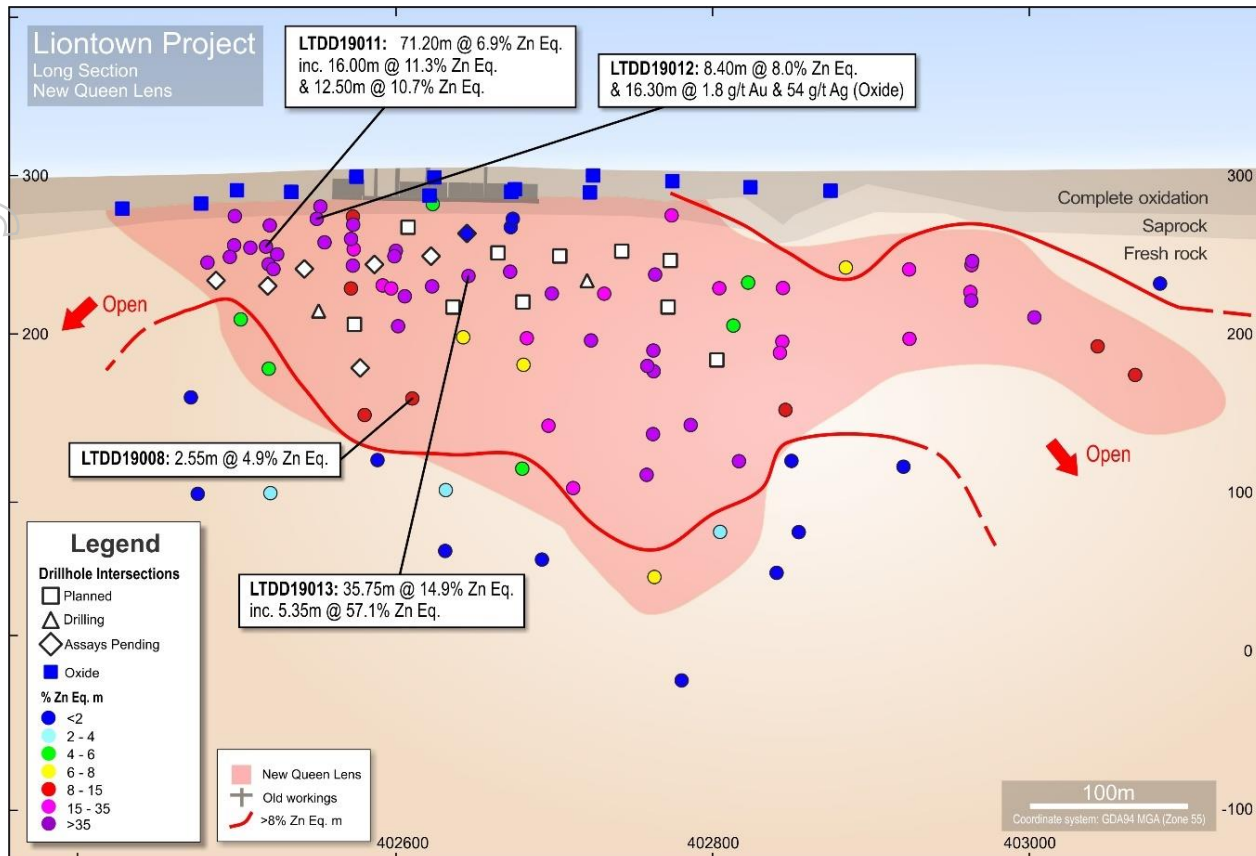 Liontown Project
Long Section
New Queen Lens
LTDD19011: 71.20m @ 6.9% Zn Eq.
inc. 16.00m @ 11.3% Zn Eq.
& 12.50m @ 10.7% Zn Eq.
LTDD19012: 8.40m @ 8.0% Zn Eq.
& 16.30m @ 1.8 g/t Au & 54 g/t Ag (Oxide)
300
300
Complete oxidation
Saprock
Fresh rock
Open
200
200
LTDD19008: 2.55m @ 4.9% Zn Eq.
Open
100
LTDD19013: 35.75m @ 14.9% Zn Eq.
inc. 5.35m @ 57.1% Zn Eq.
Legend
Drillhole Intersections
Planned
Drilling
Assays Pending
Oxide
% Zn Eq. m
<2
2 - 4
4 - 6
6 - 8
8 - 15
15 - 35
>35
New Queen Lens
Old workings
>8% Zn Eq. m
0
100m
Coordinate system: GDA94 MGA (Zone 55)
-100
402600
402800
403000